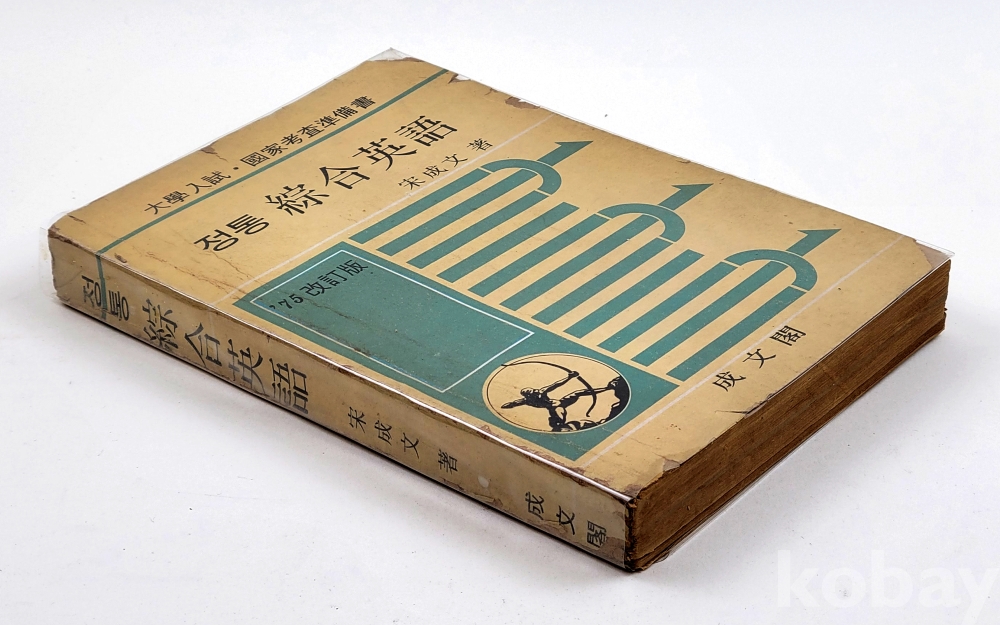 大學入試・國家考査準備書
정통 綜合英語
宋成文 著
'75 改訂版
成文閣
정통 綜合英語 宋成文 著 成文閣
kobay